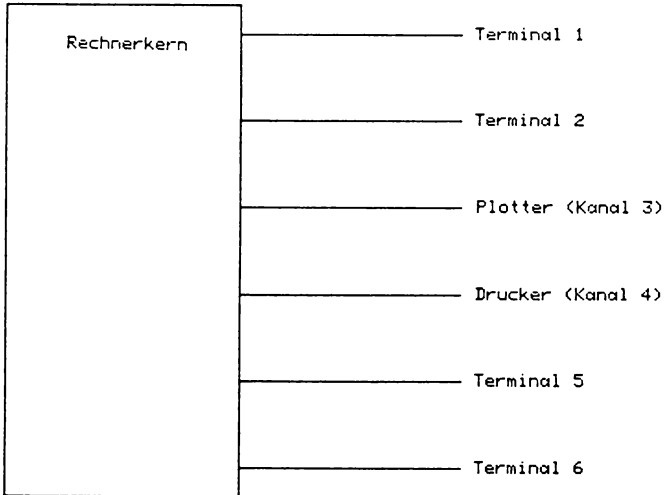 Rechnerkern
Terminal 1
Terminal 2
Plotter (Kanal 3)
Drucker (Kanal 4)
Terminal 5
Terminal 6